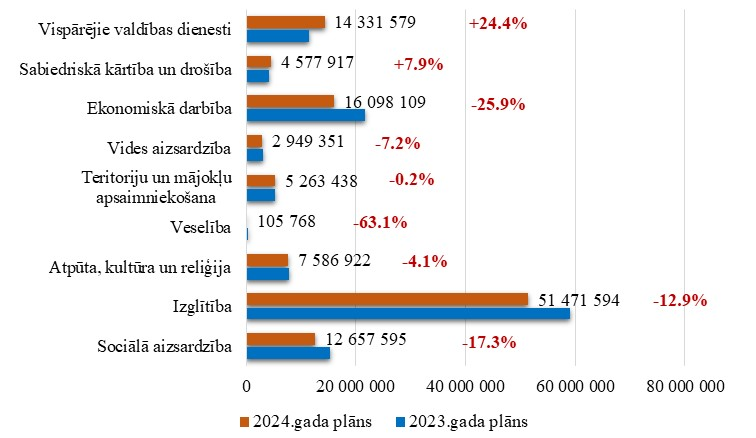 Vispārējie valdības dienesti 14 331 579 +24.4%
Sabiedriskā kārtība un drošība 4 577 917 +7.9%
Ekonomiskā darbība 16 098 109 -25.9%
Vides aizsardzība 2 949 351 -7.2%
Teritoriju un mājokļu
apsaimniekošana 5 263 438 -0.2%
Veselība 105 768 -63.1%
Atpūta, kultūra un reliģija 7 586 922 -4.1%
Izglītība 51 471 594 -12.9%
Sociālā aizsardzība 12 657 595 -17.3%
0 20 000 000 40 000 000 60 000 000 80 000 000
2024.gada plāns 2023.gada plāns